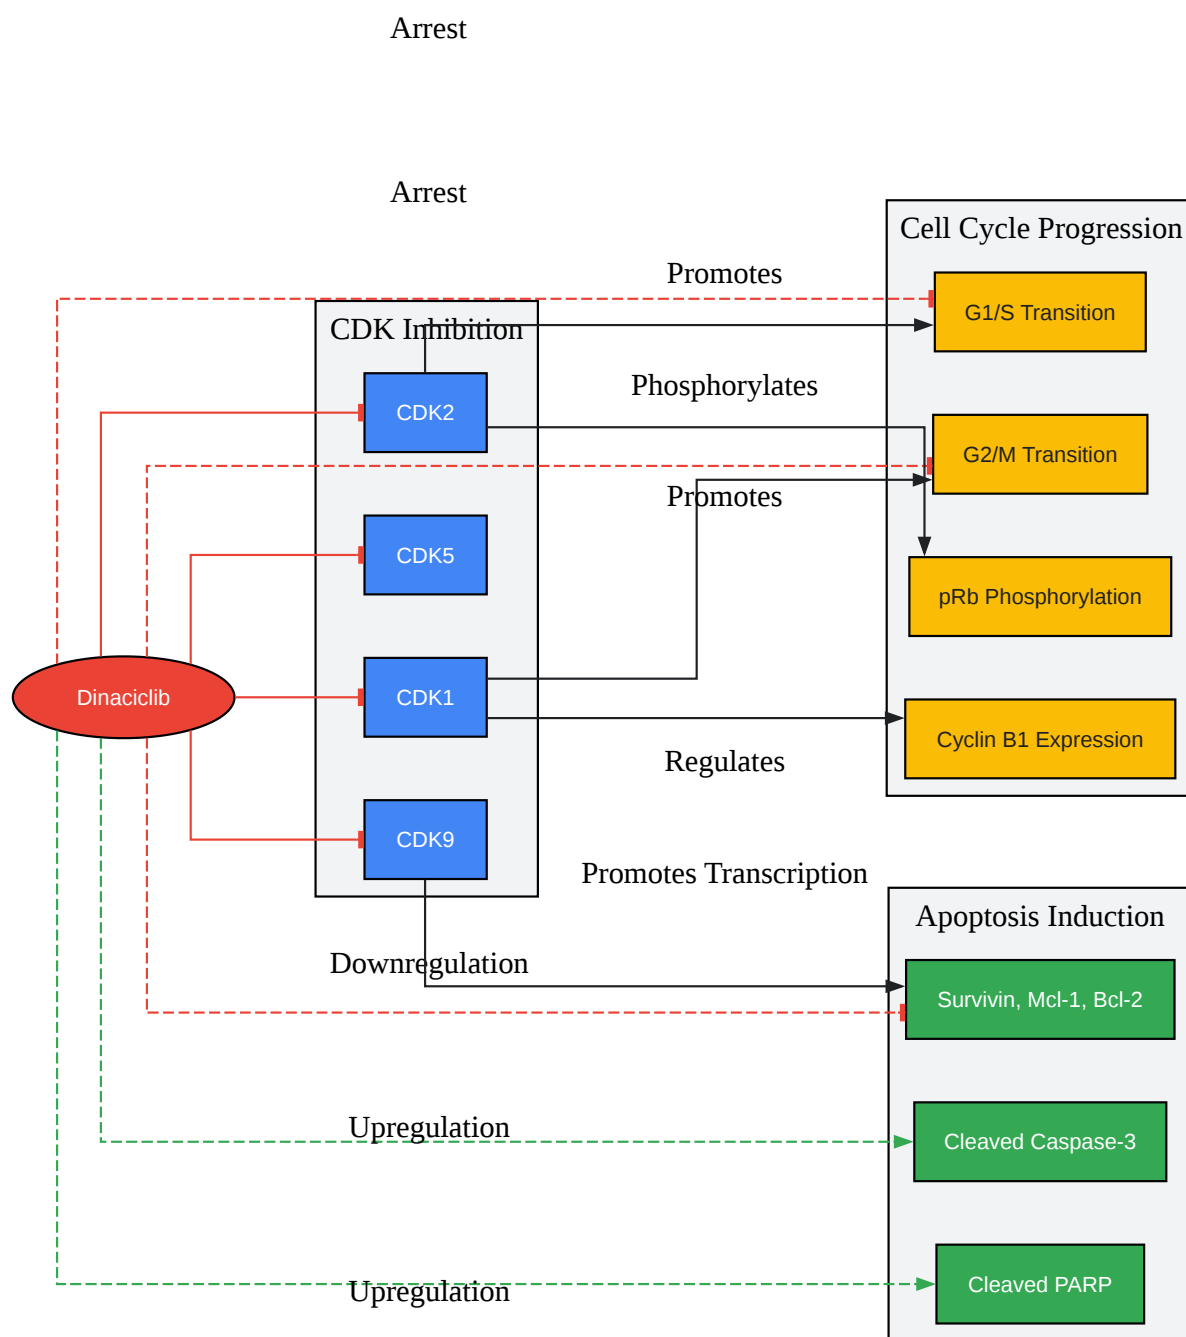 Arrest
Arrest
Cell Cycle Progression
Promotes
G1/S Transition
CDK Inhibition
Phosphorylates
CDK2
G2/M Transition
Promotes
CDK5
pRb Phosphorylation
Dinaciclib
CDK1
Cyclin B1 Expression
Regulates
CDK9
Promotes Transcription
Apoptosis Induction
Downregulation
Survivin, Mcl-1, Bcl-2
Upregulation
Cleaved Caspase-3
Upregulation
Cleaved PARP